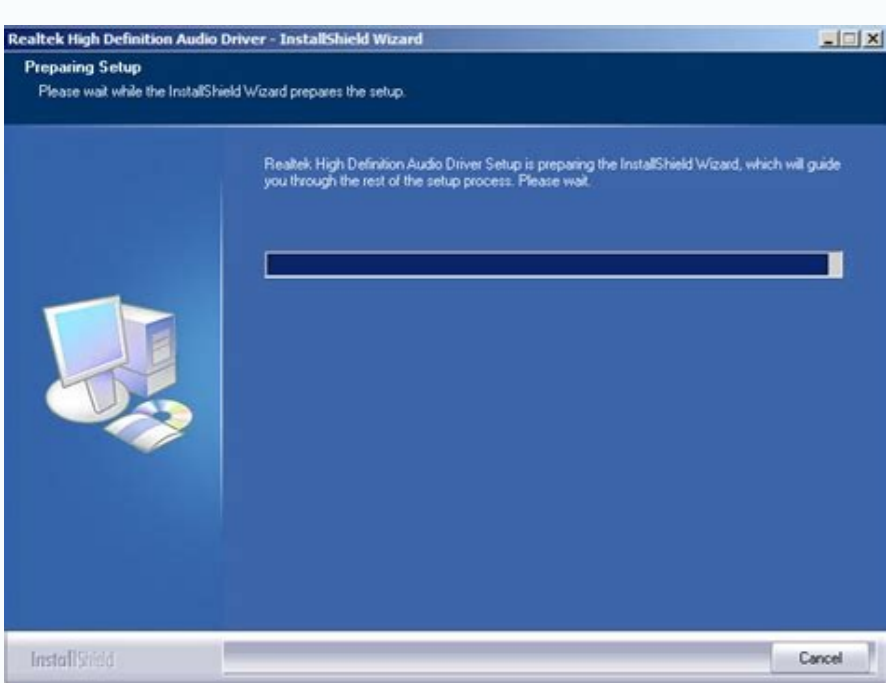 Realtek High Definition Audio Driver - InstallShield Wizard
Preparing Setup
Please wait while the InstallShield Wizard prepares the setup.
Realtek High Definition Audio Driver Setup is preparing the InstallShield Wizard, which will guide
you through the rest of the setup process. Please wait.
InstallShield
Cancel